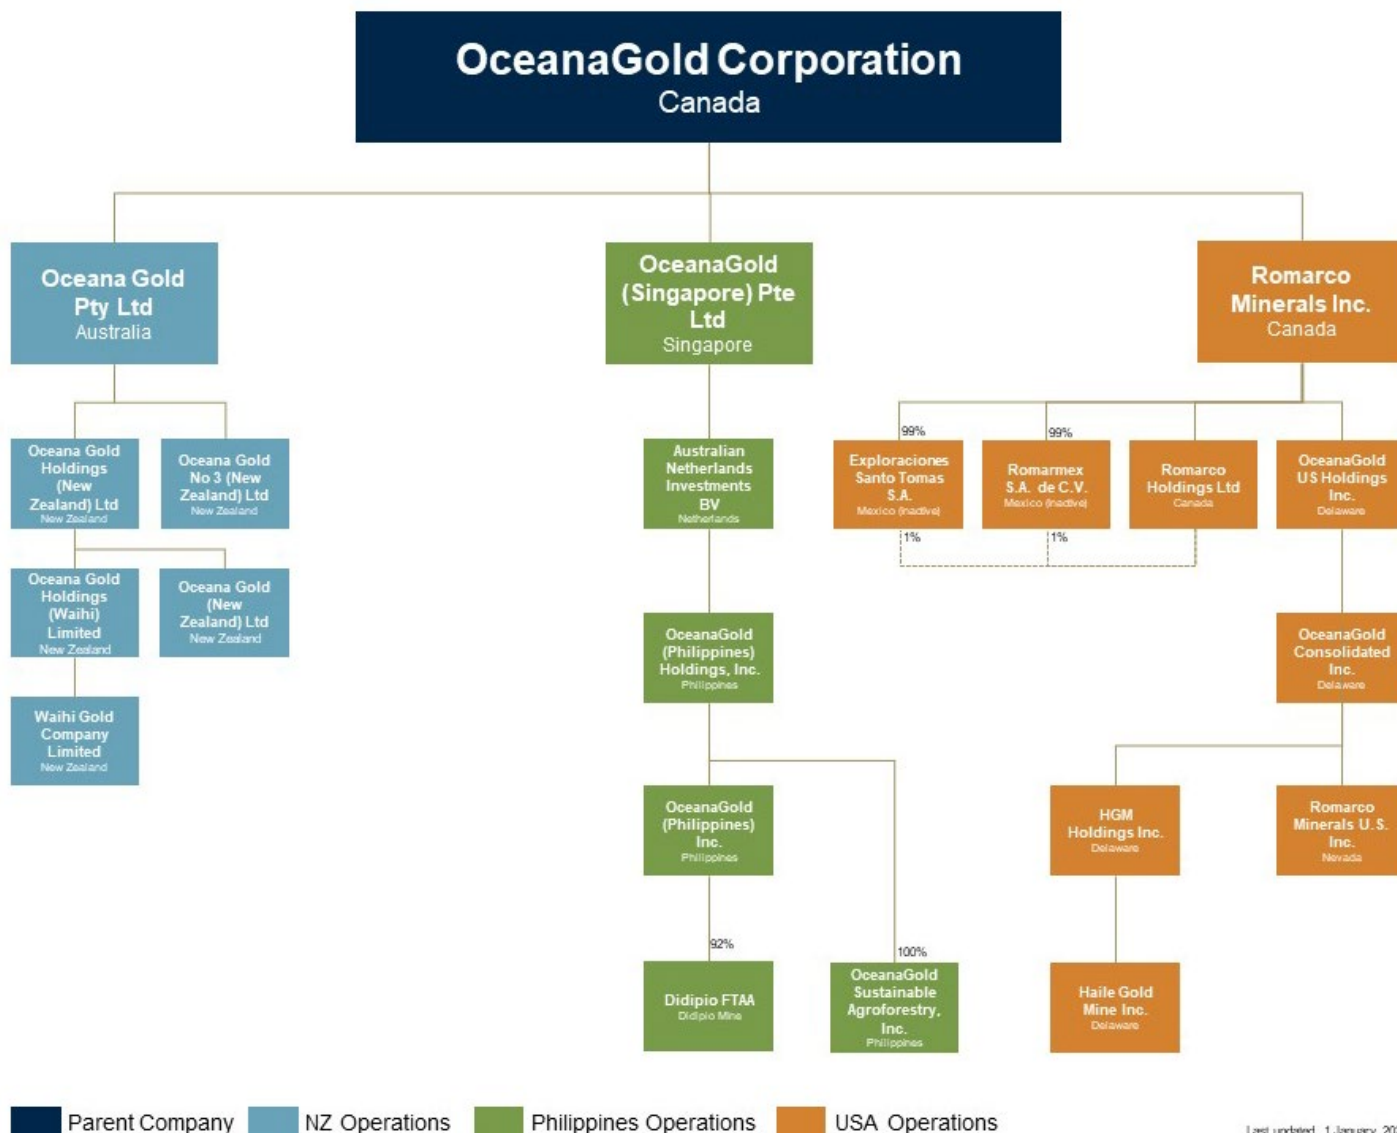 OceanaGold Corporation
Canada
Oceana Gold
Pty Ltd
Australia
OceanaGold
(Singapore) Pte
Ltd
Singapore
Romarco
Minerals Inc.
Canada
Oceana Gold
Holdings
(New
Zealand) Ltd
New Zealand
Oceana Gold
No 3 (New
Zealand) Ltd
New Zealand
Australian
Netherlands
Investments
BV
Netherlands
99%
Exploraciones
Santo Tomas
S.A.
Mexico (Inactive)
1%
99%
Romarmex
S.A. de C.V.
Mexico (Inactive)
1%
Romarco
Holdings Ltd
Canada
OceanaGold
US Holdings
Inc.
Delaware
Oceana Gold
Holdings
(Waihi)
Limited
New Zealand
Oceana Gold
(New
Zealand) Ltd
New Zealand
OceanaGold
(Philippines)
Holdings, Inc.
Philippines
OceanaGold
Consolidated
Inc.
Delaware
Waihi Gold
Company
Limited
New Zealand
OceanaGold
(Philippines)
Inc.
Philippines
HGM
Holdings Inc.
Delaware
Romarco
Minerals U.S.
Inc.
Nevada
92%
Didipio FTAA
Didipio Mine
100%
OceanaGold
Sustainable
Agroforestry,
Inc.
Philippines
Haile Gold
Mine Inc.
Delaware
Parent Company
NZ Operations
Philippines Operations
USA Operations
Last updated 1 January